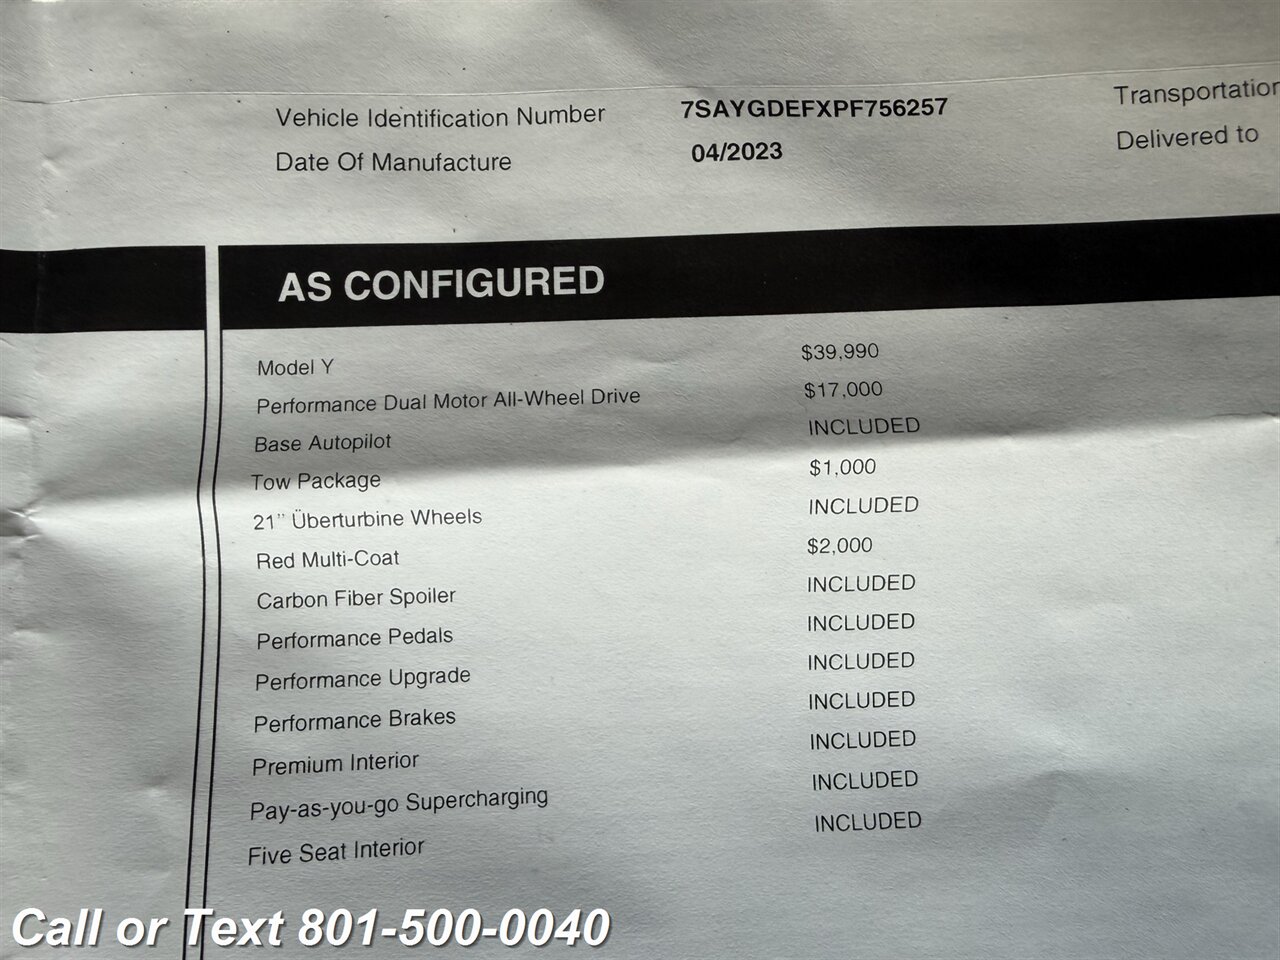 Vehicle Identification Number 7SAYGDEFXPF756257 Transportation
Date Of Manufacture 04/2023 Delivered to
AS CONFIGURED
Model Y $39,990
Performance Dual Motor All-Wheel Drive $17,000
Base Autopilot INCLUDED
Tow Package $1,000
21" Überturbine Wheels INCLUDED
Red Multi-Coat $2,000
Carbon Fiber Spoiler INCLUDED
Performance Pedals INCLUDED
Performance Upgrade INCLUDED
Performance Brakes INCLUDED
Premium Interior INCLUDED
Pay-as-you-go Supercharging INCLUDED
Five Seat Interior INCLUDED
Call or Text 801-500-0040